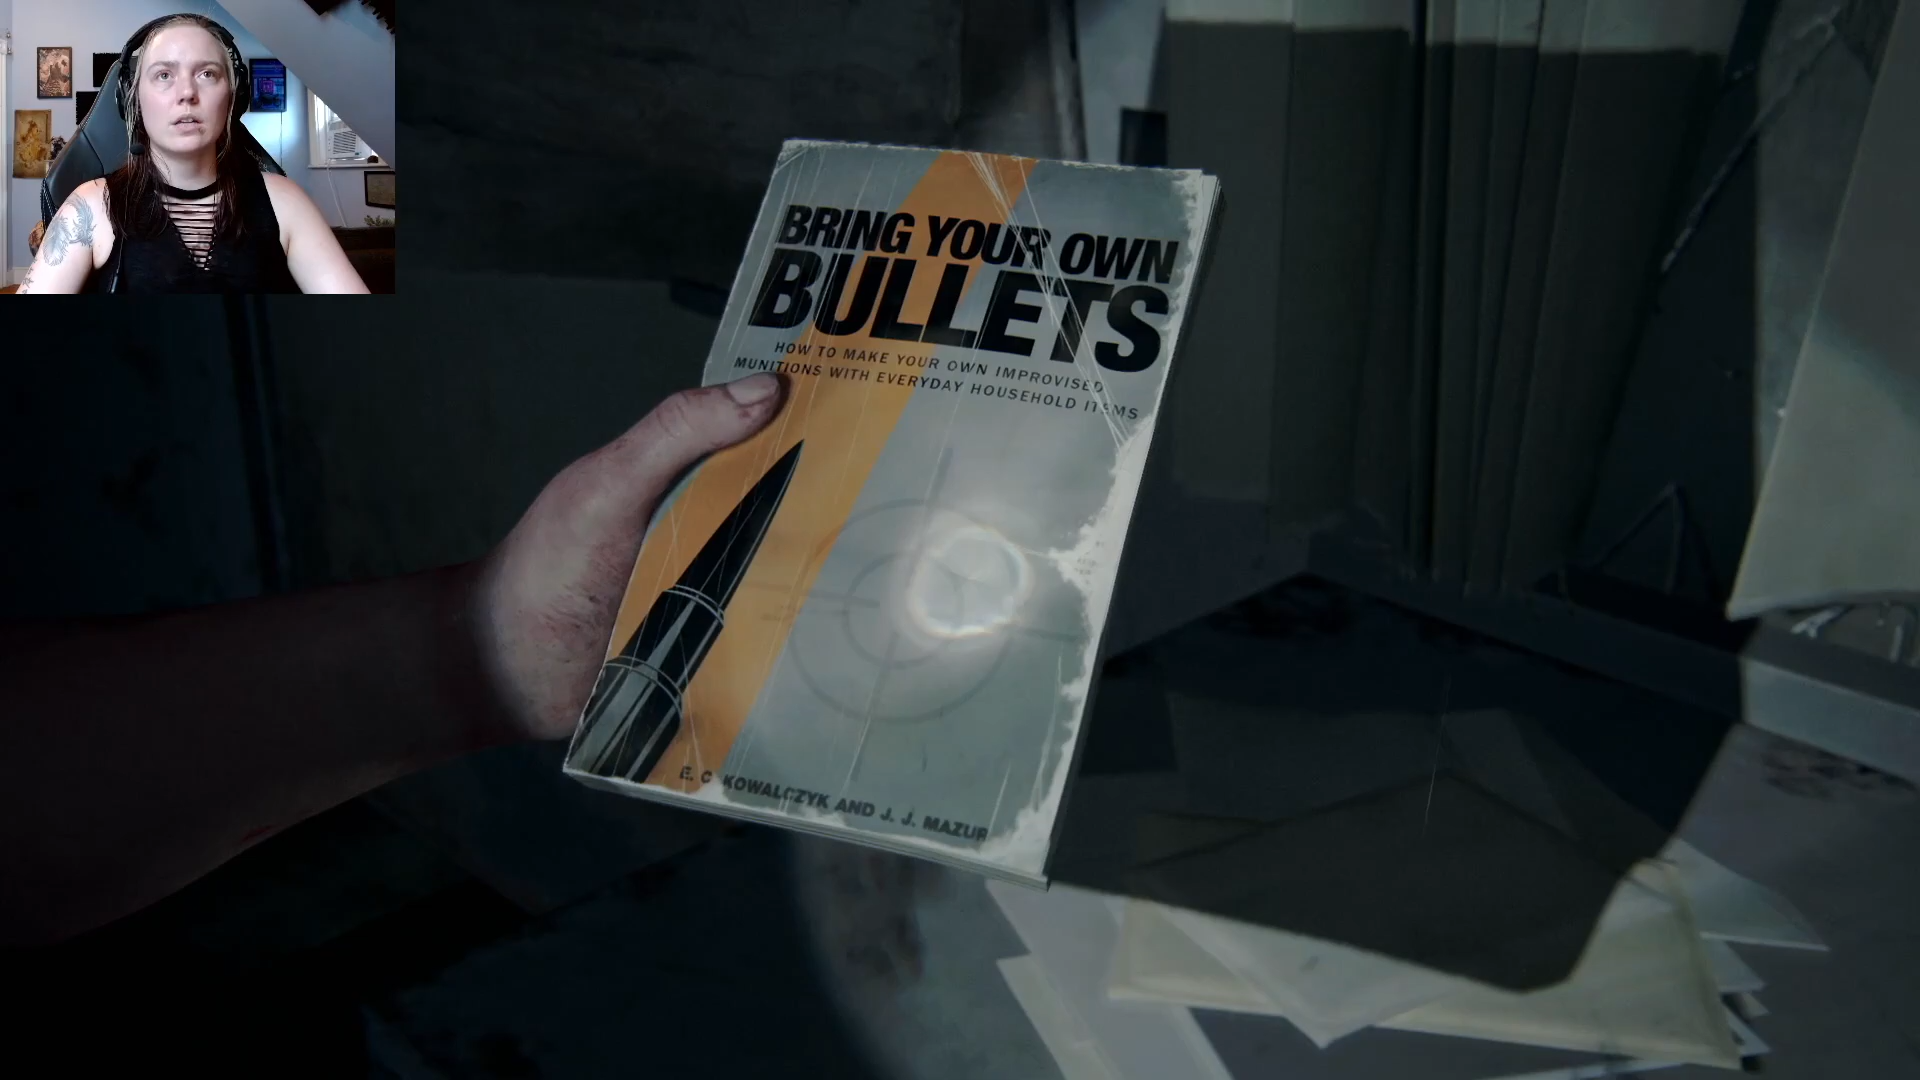 BRING YOUR OWN
BULLETS
HOW TO MAKE YOUR OWN IMPROVISED
MUNITIONS WITH EVERYDAY HOUSEHOLD ITEMS
E. C. KOWALCZYK AND J. J. MAZUR